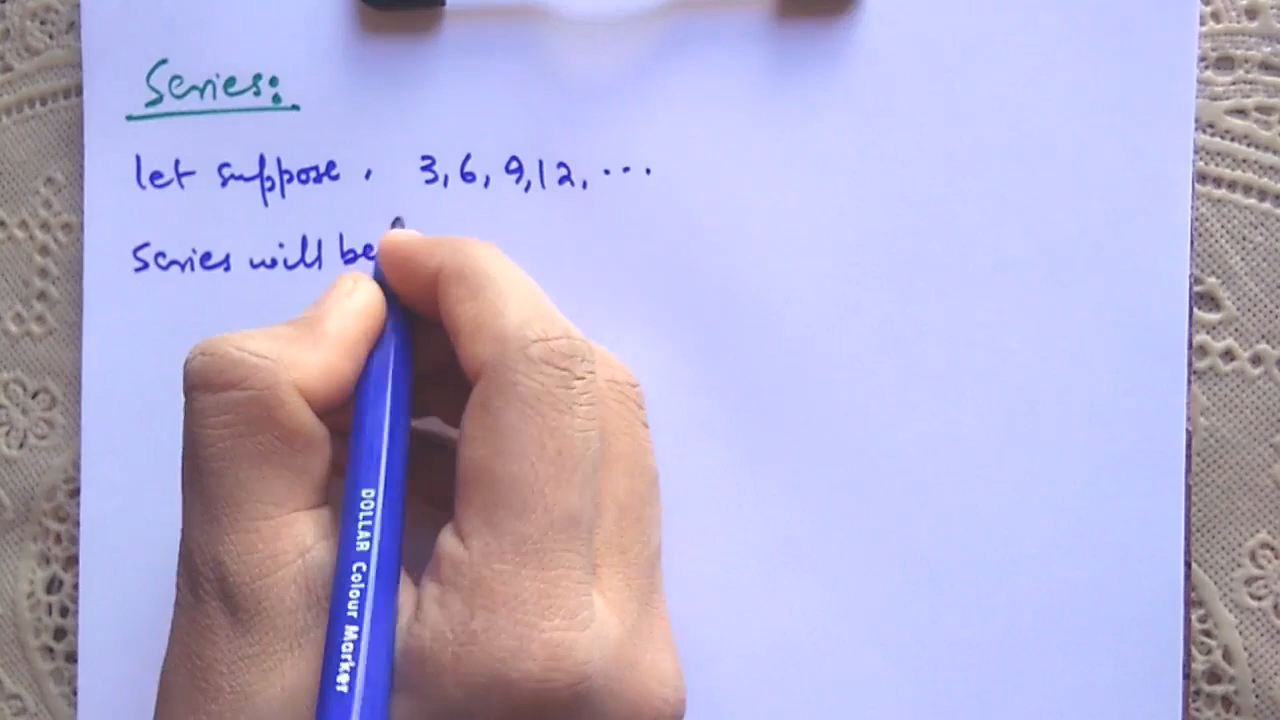 Series:
let suppose, 3, 6, 9, 12, ...
Series will be
DOLLAR Colour Marker